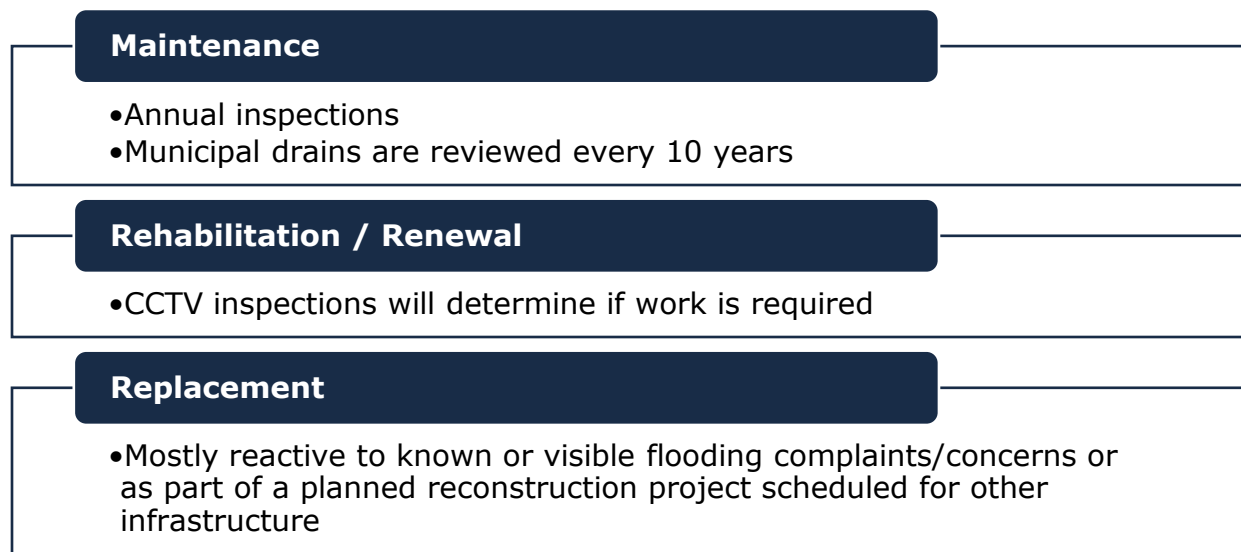 Maintenance
•Annual inspections
•Municipal drains are reviewed every 10 years
Rehabilitation / Renewal
•CCTV inspections will determine if work is required
Replacement
•Mostly reactive to known or visible flooding complaints/concerns or
as part of a planned reconstruction project scheduled for other
infrastructure